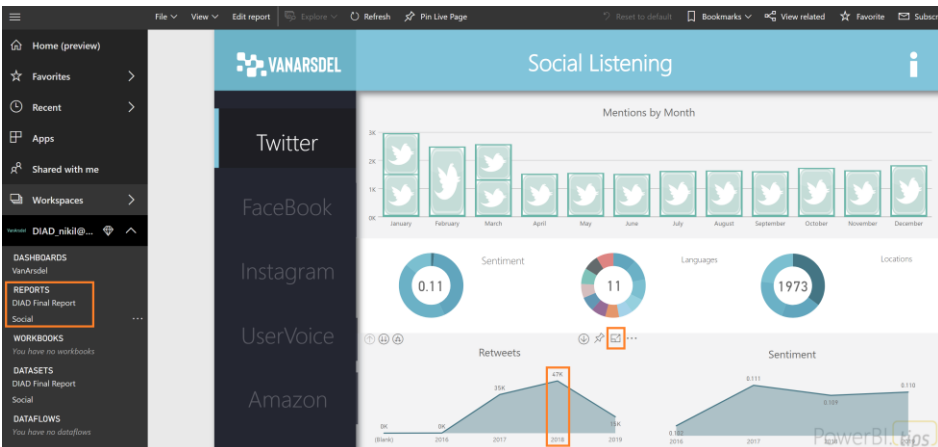 File View Edit report Explore Refresh Pin Live Page Reset to default Bookmarks View related Favorite Subscr
Home (preview)
Favorites
Recent
Apps
Shared with me
Workspaces
DIAD_nikil@...
DASHBOARDS
VanArsdel
REPORTS
DIAD Final Report
Social
WORKBOOKS
You have no workbooks
DATASETS
DIAD Final Report
Social
DATAFLOWS
You have no dataflows
VANARSDEL
Social Listening
Twitter
FaceBook
Instagram
UserVoice
Amazon
Mentions by Month
3K
2K
1K
0K
January February March April May June July August September October November December
0.11
Sentiment
11
Languages
1973
Locations
Retweets
0K 0K 35K 47K 15K
(Blank) 2016 2017 2018 2019
Sentiment
0.102 0.111 0.109 0.110
2016 2017 2018 2019
PowerBI.tips